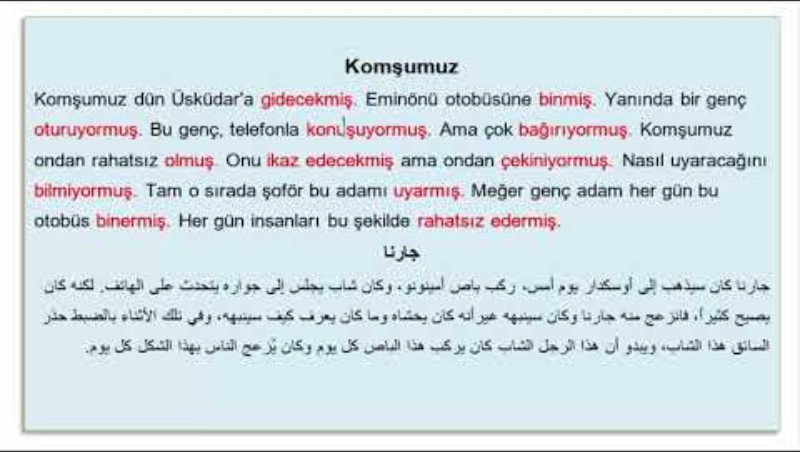 Komşumuz
Komşumuz dün Üsküdar'a gidecekmiş. Eminönü otobüsüne binmiş. Yanında bir genç
oturuyormuş. Bu genç, telefonla konuşuyormuş. Ama çok bağırıyormuş. Komşumuz
ondan rahatsız olmuş. Onu ikaz edecekmiş ama ondan çekiniyormuş. Nasıl uyaracağını
bilmiyormuş. Tam o sırada şoför bu adamı uyarmış. Meğer genç adam her gün bu
otobüs binermiş. Her gün insanları bu şekilde rahatsız edermiş.
جارنا
جارنا كان سيذهب إلى أوسكدار يوم أمس، ركب باص أمينونو، وكان شاب يجلس إلى جواره يتحدث على الهاتف. لكنه كان
يصيح كثيراً، فانزعج منه جارنا وكان سينبهه غيرأنه كان يخشاه وما كان يعرف كيف سينبهه، وفي تلك الأثناء بالضبط حذر
السائق هذا الشاب، ويبدو أن هذا الرجل الشاب كان يركب هذا الباص كل يوم وكان يُزعج الناس بهذا الشكل كل يوم.